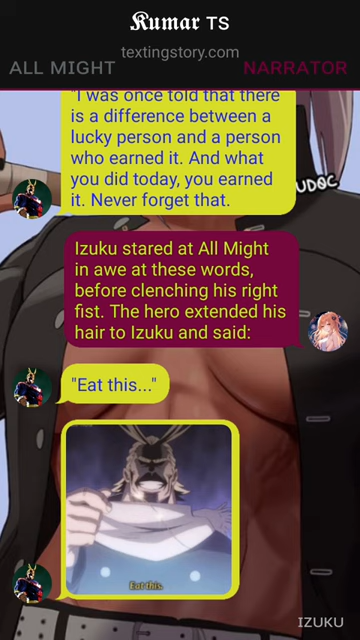 Kumar TS
textingstory.com
ALL MIGHT
NARRATOR
"I was once told that there
is a difference between a
lucky person and a person
who earned it. And what
you did today, you earned
it. Never forget that.
UDOC
Izuku stared at All Might
in awe at these words,
before clenching his right
fist. The hero extended his
hair to Izuku and said:
"Eat this..."
Eat this.
IZUKU